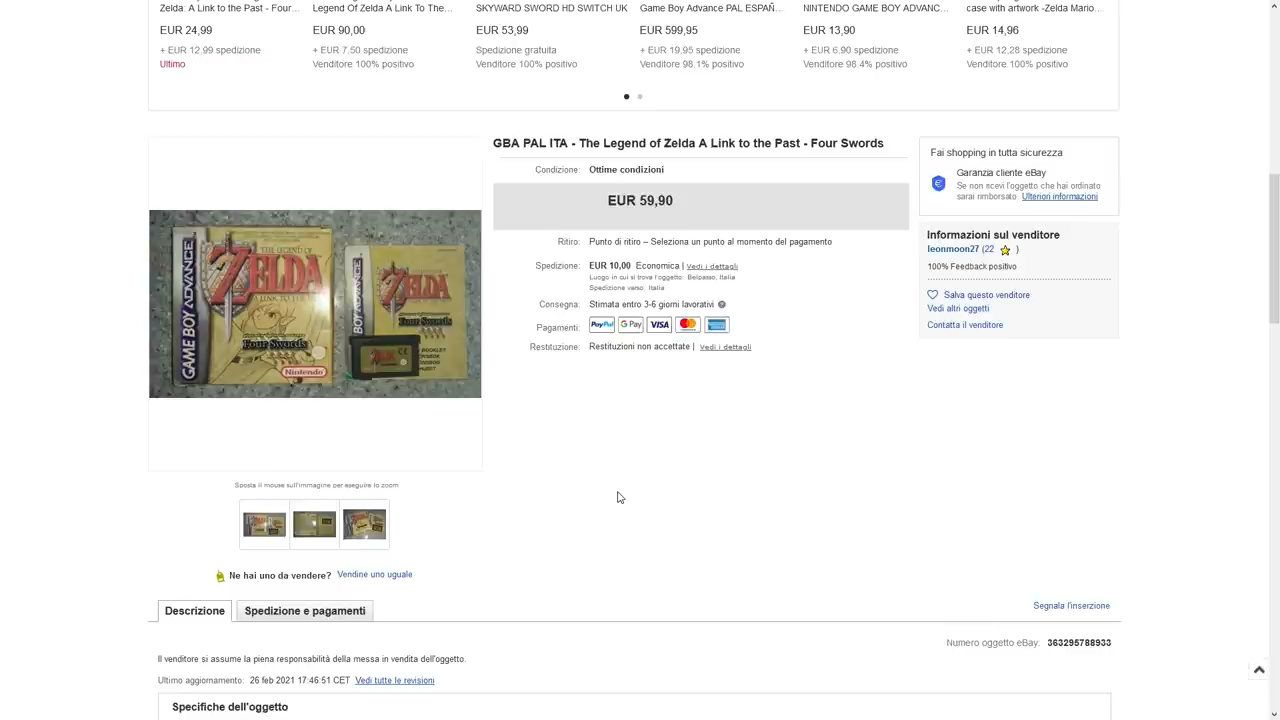 Zelda: A Link to the Past - Four...
Legend Of Zelda A Link To The...
SKYWARD SWORD HD SWITCH UK
Game Boy Advance PAL ESPAÑ...
NINTENDO GAME BOY ADVANC...
case with artwork -Zelda Mario...
EUR 24,99
EUR 90,00
EUR 53,99
EUR 599,95
EUR 13,90
EUR 14,96
+ EUR 12,99 spedizione
+ EUR 7,50 spedizione
Spedizione gratuita
+ EUR 19,95 spedizione
+ EUR 6,90 spedizione
+ EUR 12,28 spedizione
Ultimo
Venditore 100% positivo
Venditore 100% positivo
Venditore 98.1% positivo
Venditore 98.4% positivo
Venditore 100% positivo
GBA PAL ITA - The Legend of Zelda A Link to the Past - Four Swords
Condizione: Ottime condizioni
EUR 59,90
Ritiro: Punto di ritiro – Seleziona un punto al momento del pagamento
Spedizione: EUR 10,00 Economica | Vedi i dettagli
Luogo in cui si trova l'oggetto: Belpasso, Italia
Spedizione verso: Italia
Consegna: Stimata entro 3-6 giorni lavorativi
Pagamenti: PayPal G Pay VISA
Restituzione: Restituzioni non accettate | Vedi i dettagli
Fai shopping in tutta sicurezza
Garanzia cliente eBay
Se non ricevi l'oggetto che hai ordinato
sarai rimborsato. Ulteriori informazioni
Informazioni sul venditore
leonmoon27 (22 )
100% Feedback positivo
Salva questo venditore
Vedi altri oggetti
Contatta il venditore
GAME BOY ADVANCE
THE LEGEND OF
ZELDA
A LINK TO THE PAST
Four Swords
Nintendo
GAME BOY ADVANCE
ZELDA
Four Swords
Sposta il mouse sull'immagine per eseguire lo zoom
Ne hai uno da vendere? Vendine uno uguale
Descrizione
Spedizione e pagamenti
Segnala l'inserzione
Numero oggetto eBay: 363295788933
Il venditore si assume la piena responsabilità della messa in vendita dell'oggetto.
Ultimo aggiornamento: 26 feb 2021 17:46:51 CET Vedi tutte le revisioni
Specifiche dell'oggetto